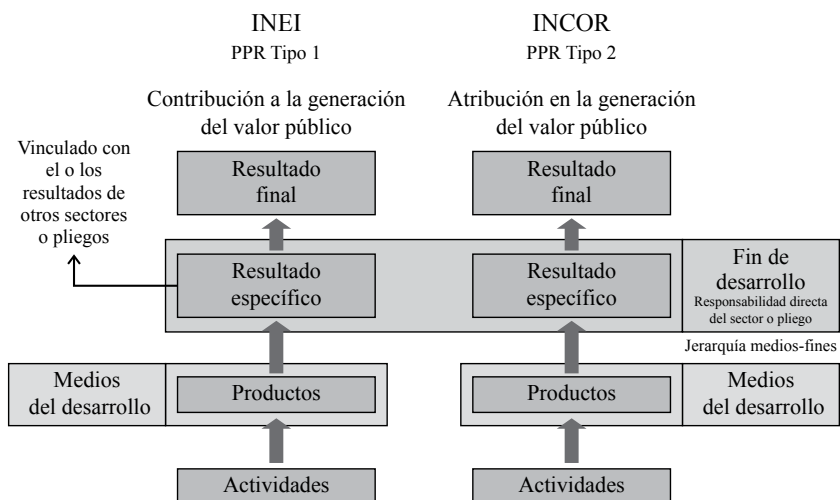 INEI
PPR Tipo 1
Contribución a la generación
del valor público
INCOR
PPR Tipo 2
Atribución en la generación
del valor público
Vinculado con
el o los
resultados de
otros sectores
o pliegos
Resultado
final
Resultado
final
Resultado
específico
Resultado
específico
Fin de
desarrollo
Responsabilidad directa
del sector o pliego
Jerarquía medios-fines
Medios
del desarrollo
Productos
Productos
Medios
del desarrollo
Actividades
Actividades